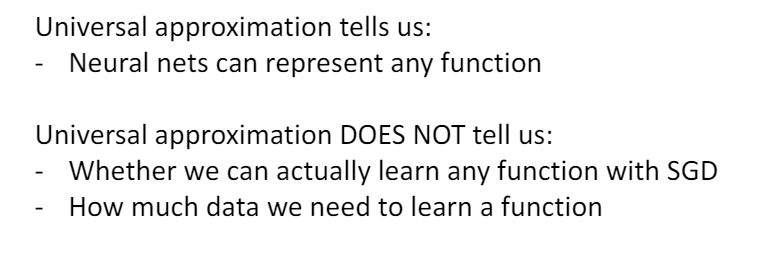 Universal approximation tells us:
- Neural nets can represent any function
Universal approximation DOES NOT tell us:
- Whether we can actually learn any function with SGD
- How much data we need to learn a function